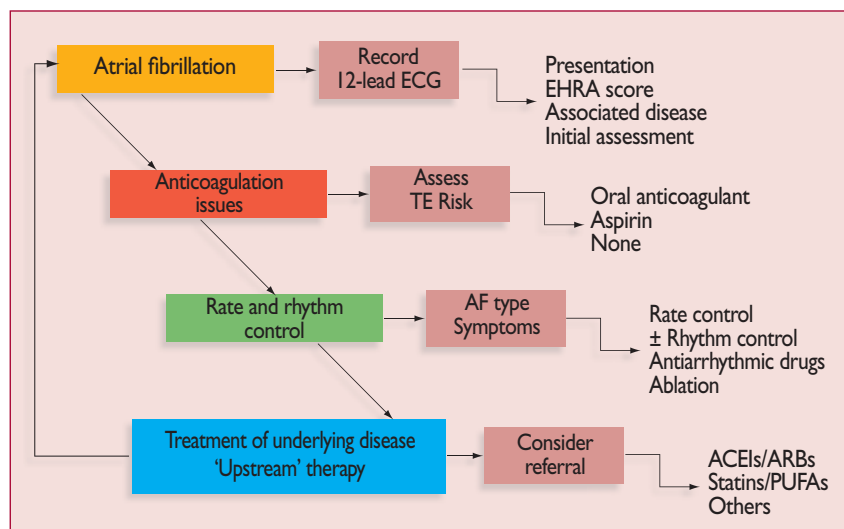 Atrial fibrillation
Record
12-lead ECG
Presentation
EHRA score
Associated disease
Initial assessment
Anticoagulation
issues
Assess
TE Risk
Oral anticoagulant
Aspirin
None
Rate and rhythm
control
AF type
Symptoms
Rate control
± Rhythm control
Antiarrhythmic drugs
Ablation
Treatment of underlying disease
‘Upstream’ therapy
Consider
referral
ACEIs/ARBs
Statins/PUFAs
Others